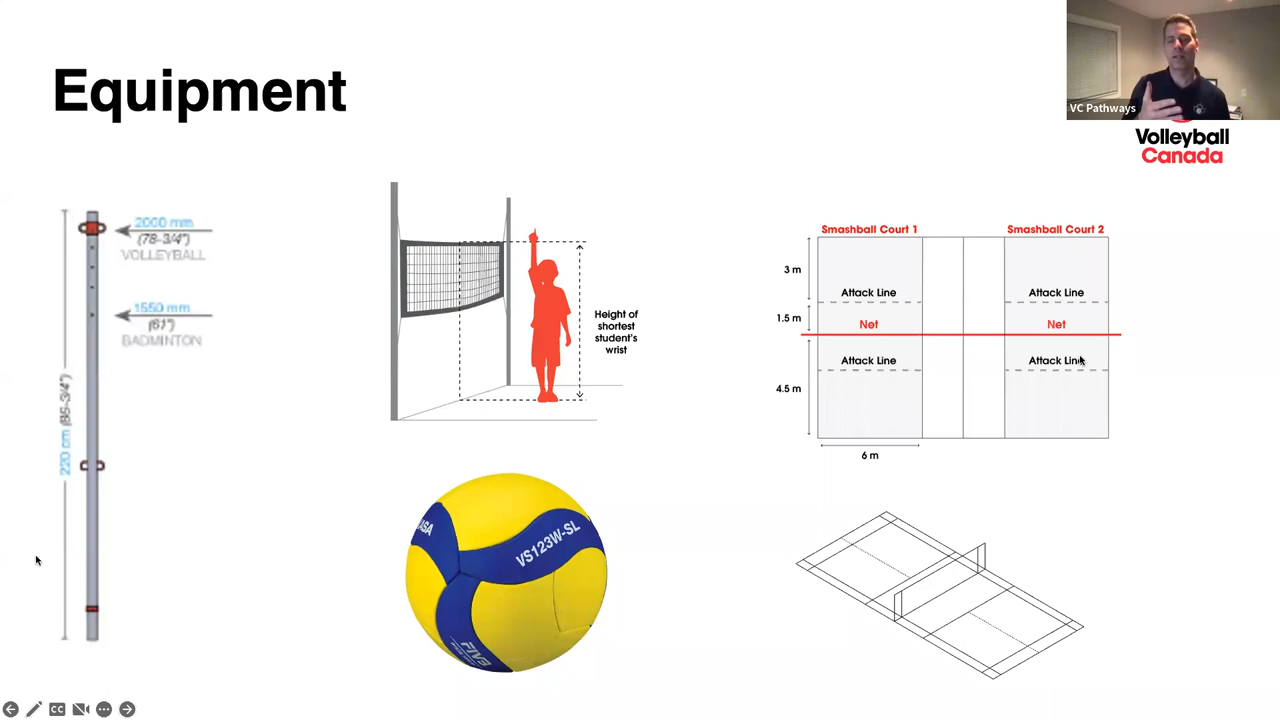 Equipment
VC Pathways
Volleyball
Canada
2000 mm
(78-3/4")
VOLLEYBALL
1550 mm
(61")
BADMINTON
220 cm (85-3/4")
Height of
shortest
student's
wrist
Smashball Court 1
Smashball Court 2
3 m
Attack Line
Attack Line
1.5 m
Net
Net
Attack Line
Attack Line
4.5 m
6 m
VS123W-SL
FIVB
CC